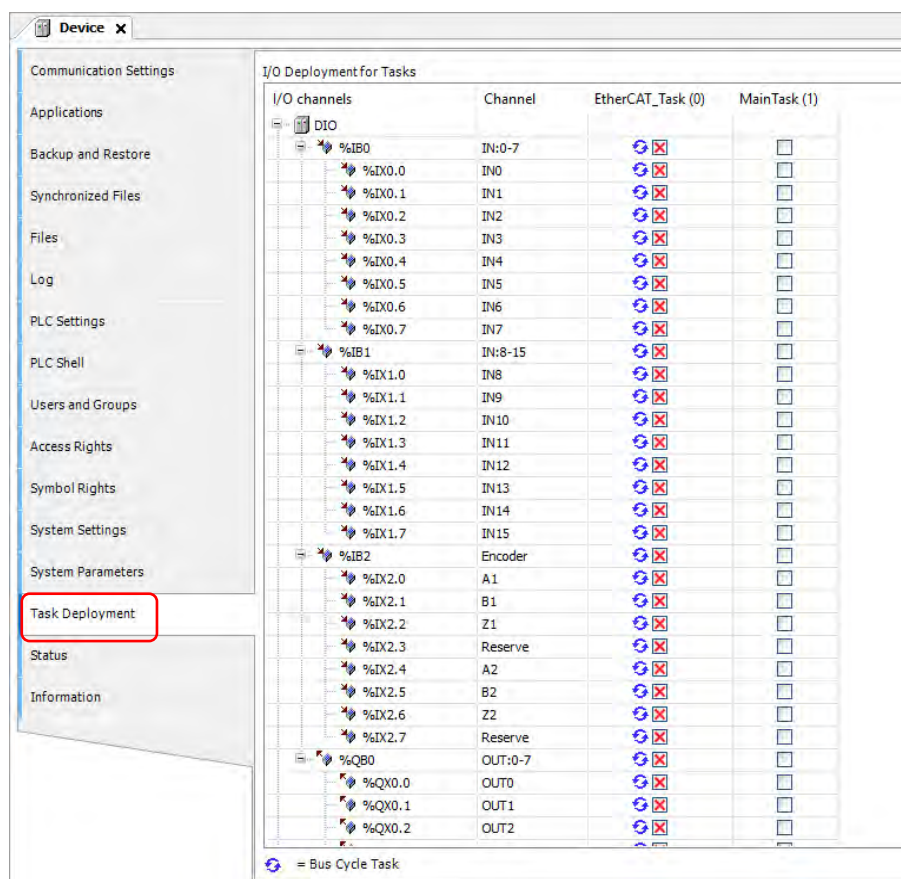 Device
Communication Settings
Applications
Backup and Restore
Synchronized Files
Files
Log
PLC Settings
PLC Shell
Users and Groups
Access Rights
Symbol Rights
System Settings
System Parameters
Task Deployment
Status
Information
I/O Deployment for Tasks
I/O channels Channel EtherCAT_Task (0) MainTask (1)
DIO
%IB0 IN:0-7
%IX0.0 IN0
%IX0.1 IN1
%IX0.2 IN2
%IX0.3 IN3
%IX0.4 IN4
%IX0.5 IN5
%IX0.6 IN6
%IX0.7 IN7
%IB1 IN:8-15
%IX1.0 IN8
%IX1.1 IN9
%IX1.2 IN10
%IX1.3 IN11
%IX1.4 IN12
%IX1.5 IN13
%IX1.6 IN14
%IX1.7 IN15
%IB2 Encoder
%IX2.0 A1
%IX2.1 B1
%IX2.2 Z1
%IX2.3 Reserve
%IX2.4 A2
%IX2.5 B2
%IX2.6 Z2
%IX2.7 Reserve
%QB0 OUT:0-7
%QX0.0 OUT0
%QX0.1 OUT1
%QX0.2 OUT2
= Bus Cycle Task